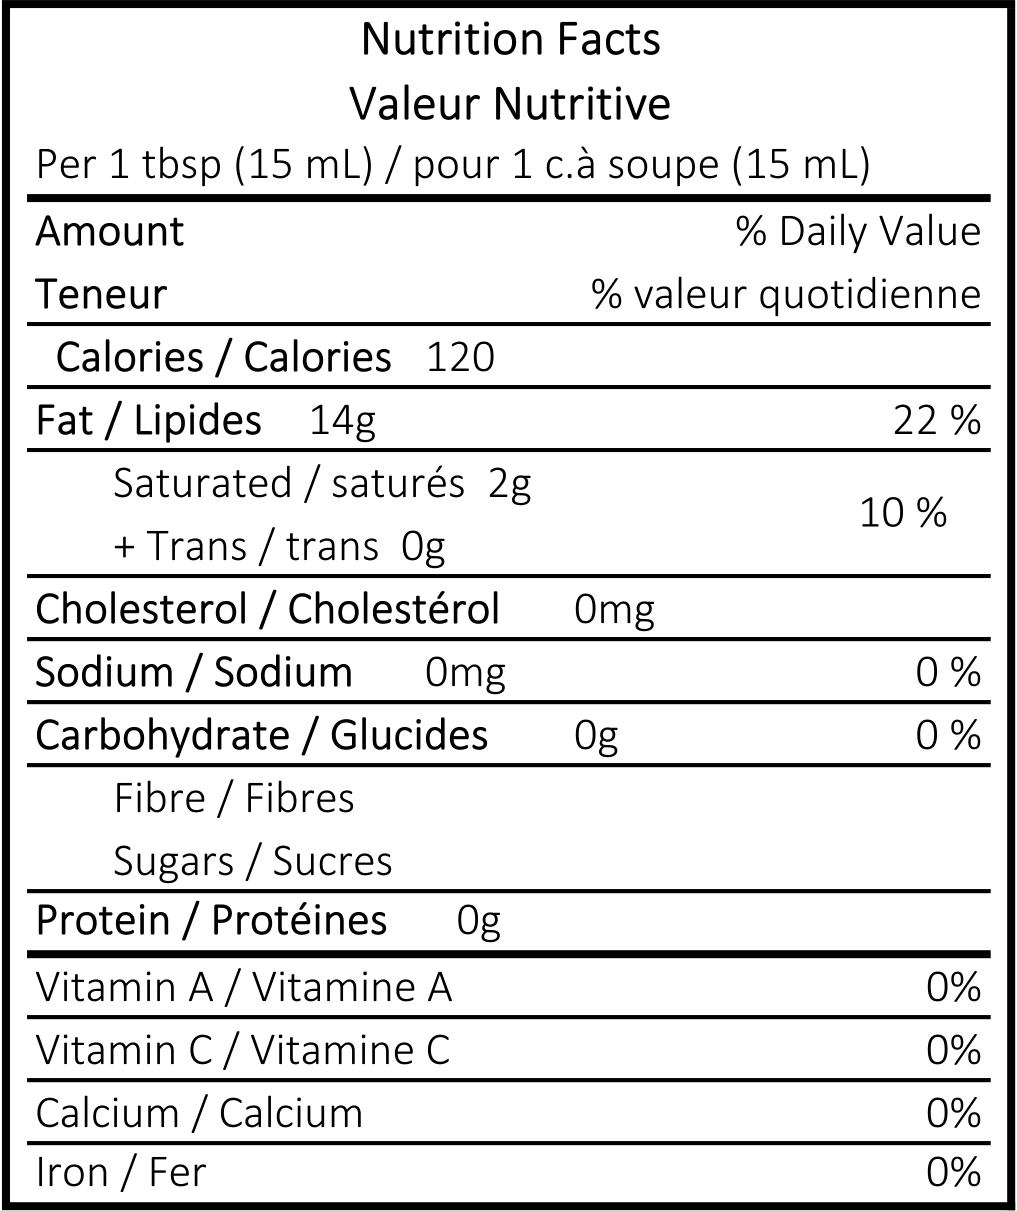 Nutrition Facts
Valeur Nutritive
Per 1 tbsp (15 mL) / pour 1 c.à soupe (15 mL)
Amount % Daily Value
Teneur % valeur quotidienne
Calories / Calories 120
Fat / Lipides 14g 22 %
Saturated / saturés 2g
10 %
+ Trans / trans 0g
Cholesterol / Cholestérol 0mg
Sodium / Sodium 0mg 0 %
Carbohydrate / Glucides 0g 0 %
Fibre / Fibres
Sugars / Sucres
Protein / Protéines 0g
Vitamin A / Vitamine A 0%
Vitamin C / Vitamine C 0%
Calcium / Calcium 0%
Iron / Fer 0%